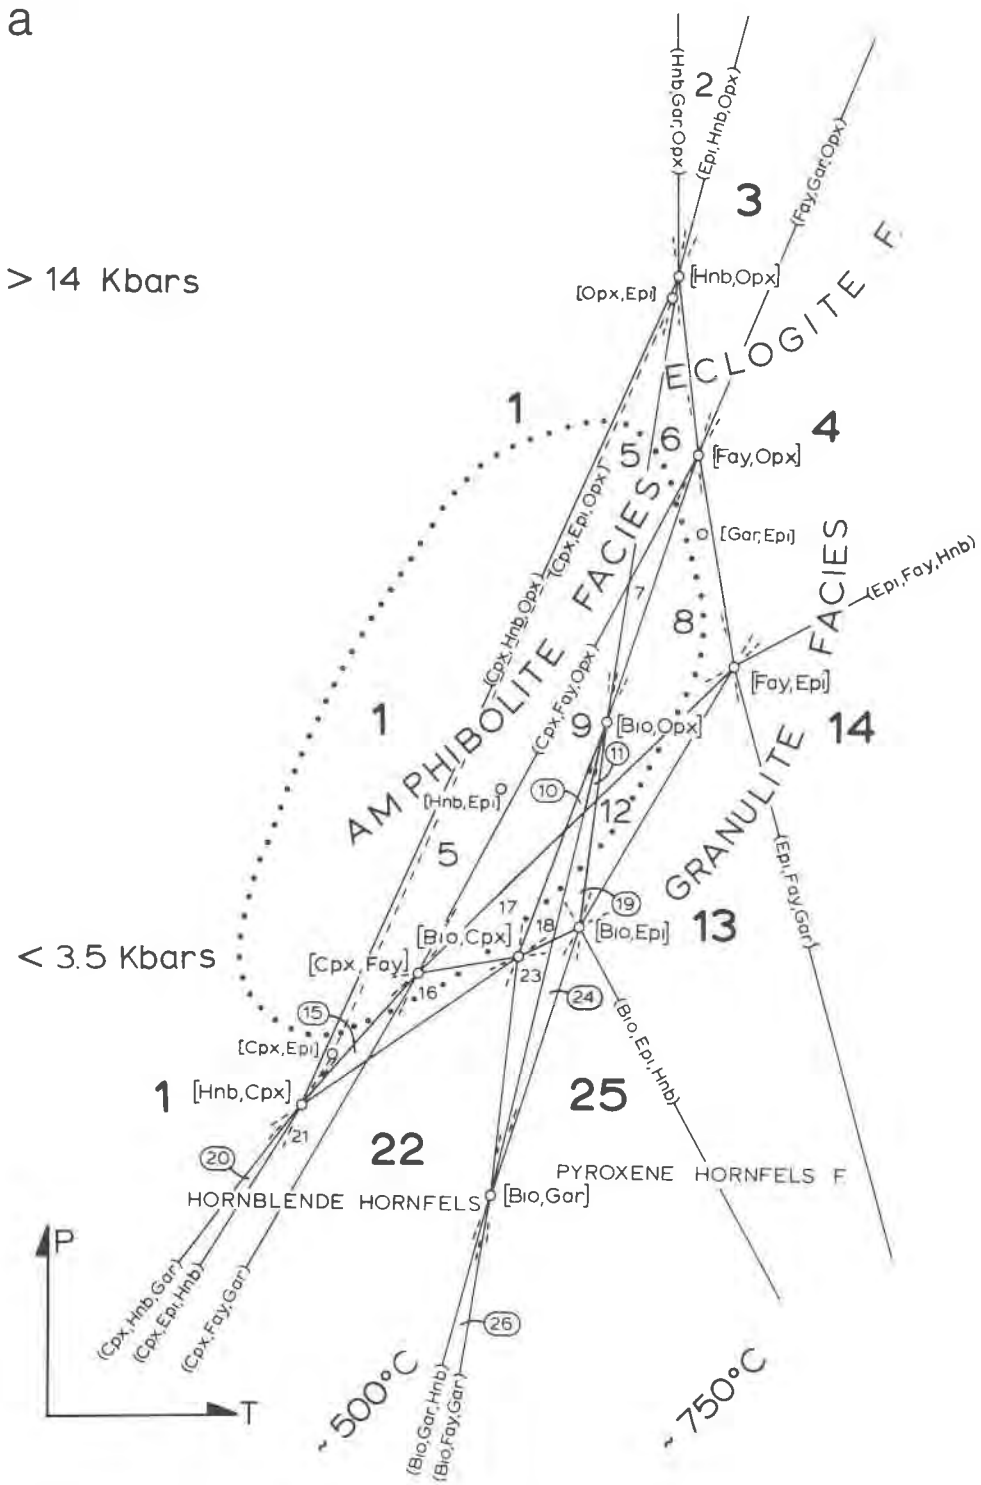 a
(Hnb,Gar,Opx)
2
(Epi,Hnb,Opx)
3
(Fay,Gar,Opx)
> 14 Kbars
[Hnb,Opx]
[Opx,Epi]
ECLOGITE F.
1
4
5
6
[Fay,Opx]
(Cpx,Epi,Opx)
[Gar,Epi]
(Epi,Fay,Hnb)
7
8
(Cpx,Hnb,Opx)
AMPHIBOLITE FACIES
(Cpx,Fay,Opx)
[Fay,Epi]
1
9
[Bio,Opx]
14
11
10
[Hnb,Epi]
12
GRANULITE FACIES
5
(Epi,Fay,Gar)
17
18
19
[Bio,Cpx]
[Bio,Epi]
13
< 3.5 Kbars
[Cpx,Fay]
23
16
24
15
(Bio,Epi,Hnb)
[Cpx,Epi]
1
[Hnb,Cpx]
25
21
22
20
PYROXENE HORNFELS F.
HORNBLENDE HORNFELS
[Bio,Gar]
P
(Cpx,Hnb,Gar)
(Cpx,Epi,Hnb)
(Cpx,Fay,Gar)
26
T
~ 500°C
(Bio,Gar,Hnb)
(Bio,Fay,Gar)
~ 750°C